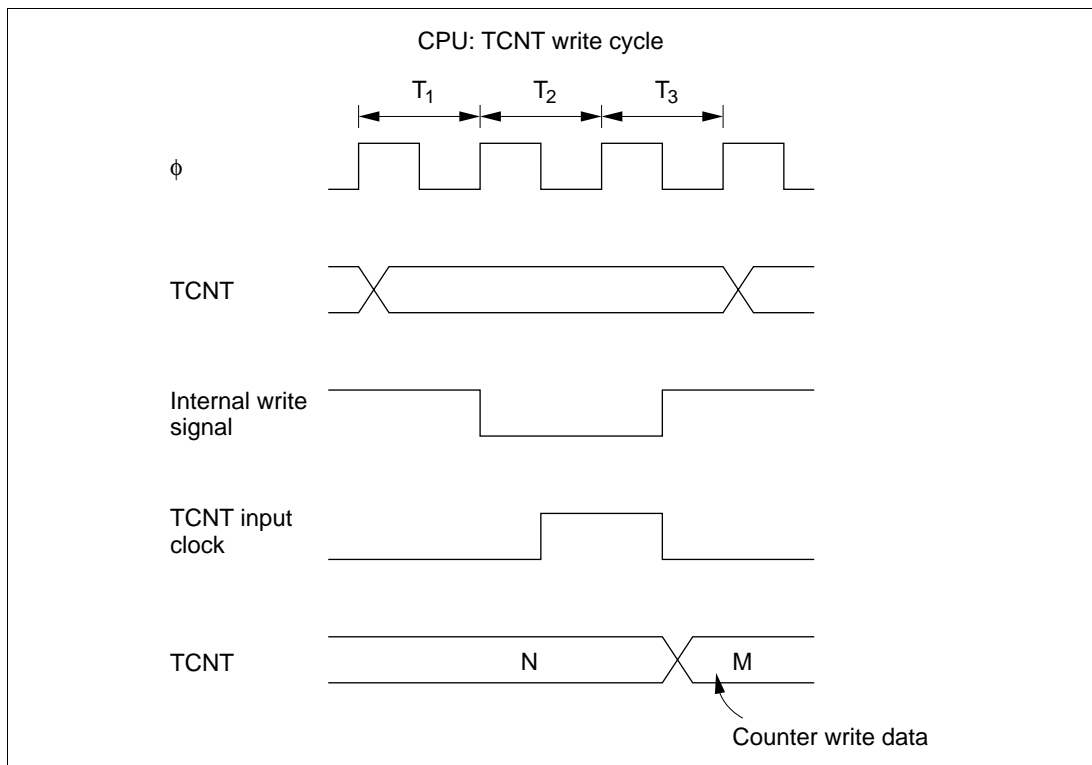 CPU: TCNT write cycle
T1 T2 T3
ϕ
TCNT
Internal write
signal
TCNT input
clock
TCNT
N M
Counter write data